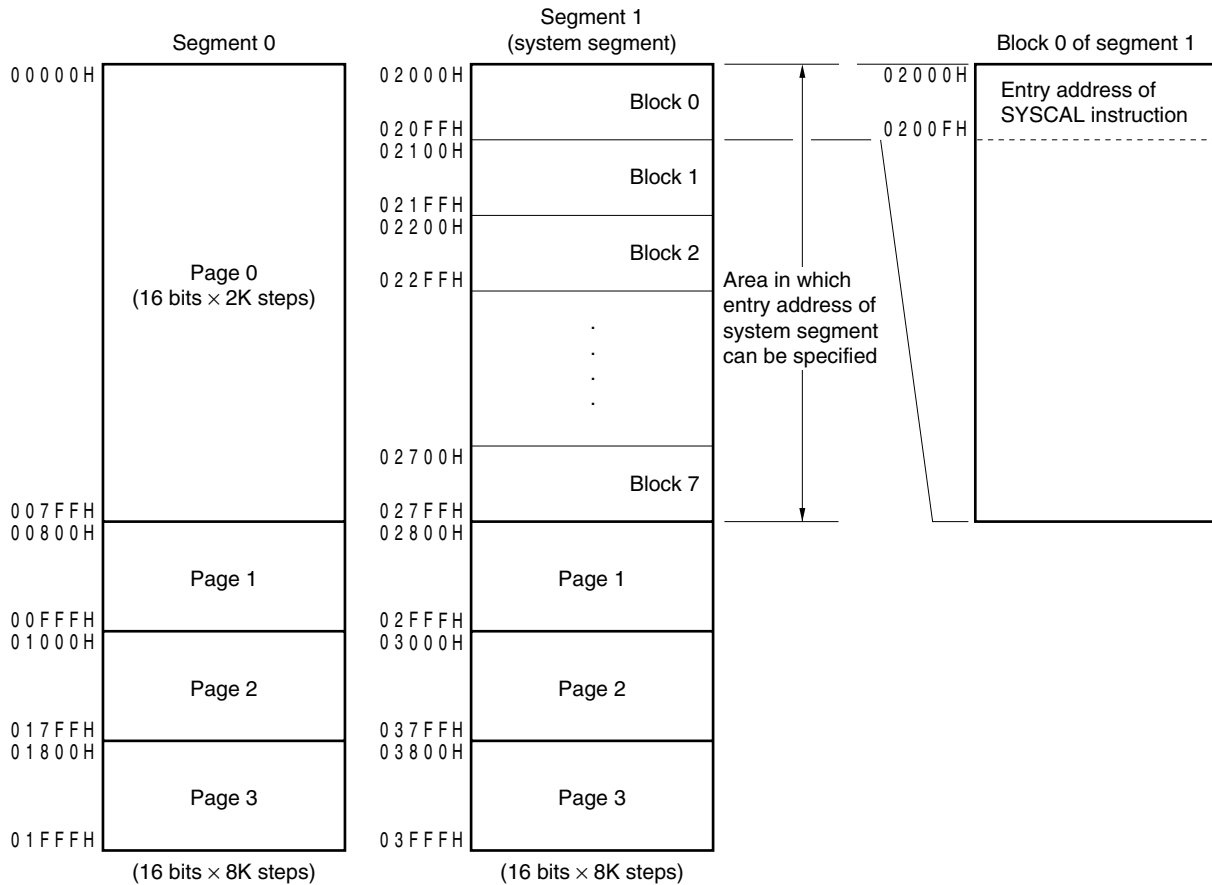 Segment 0
00000H
Page 0
(16 bits × 2K steps)
007FFH
00800H
Page 1
00FFFH
01000H
Page 2
017FFH
01800H
Page 3
01FFFH
(16 bits × 8K steps)
Segment 1
(system segment)
02000H
Block 0
020FFH
02100H
Block 1
021FFH
02200H
Block 2
022FFH
.
.
.
.
02700H
Block 7
027FFH
02800H
Page 1
02FFFH
03000H
Page 2
037FFH
03800H
Page 3
03FFFH
(16 bits × 8K steps)
Area in which
entry address of
system segment
can be specified
Block 0 of segment 1
02000H
Entry address of
SYSCAL instruction
0200FH